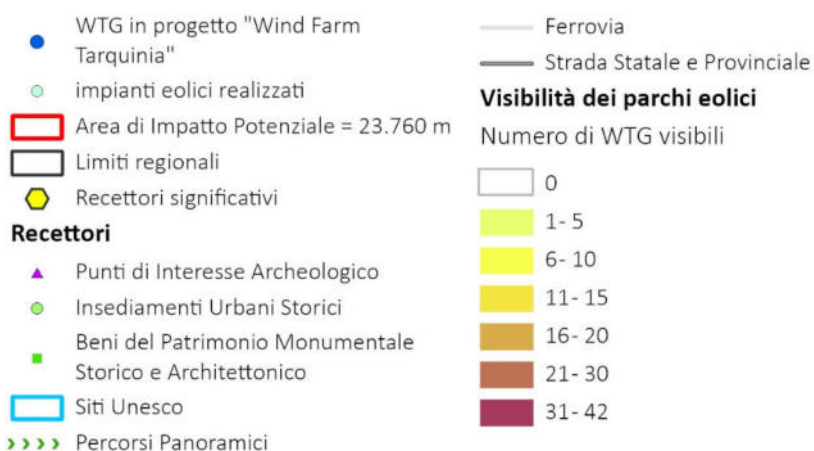 WTG in progetto "Wind Farm
Tarquinia"
impianti eolici realizzati
Area di Impatto Potenziale = 23.760 m
Limiti regionali
Recettori significativi
Recettori
Punti di Interesse Archeologico
Insediamenti Urbani Storici
Beni del Patrimonio Monumentale
Storico e Architettonico
Siti Unesco
Percorsi Panoramici
Ferrovia
Strada Statale e Provinciale
Visibilità dei parchi eolici
Numero di WTG visibili
0
1- 5
6- 10
11- 15
16- 20
21- 30
31- 42